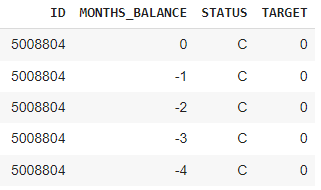 ID MONTHS_BALANCE STATUS TARGET
5008804 0 C 0
5008804 -1 C 0
5008804 -2 C 0
5008804 -3 C 0
5008804 -4 C 0